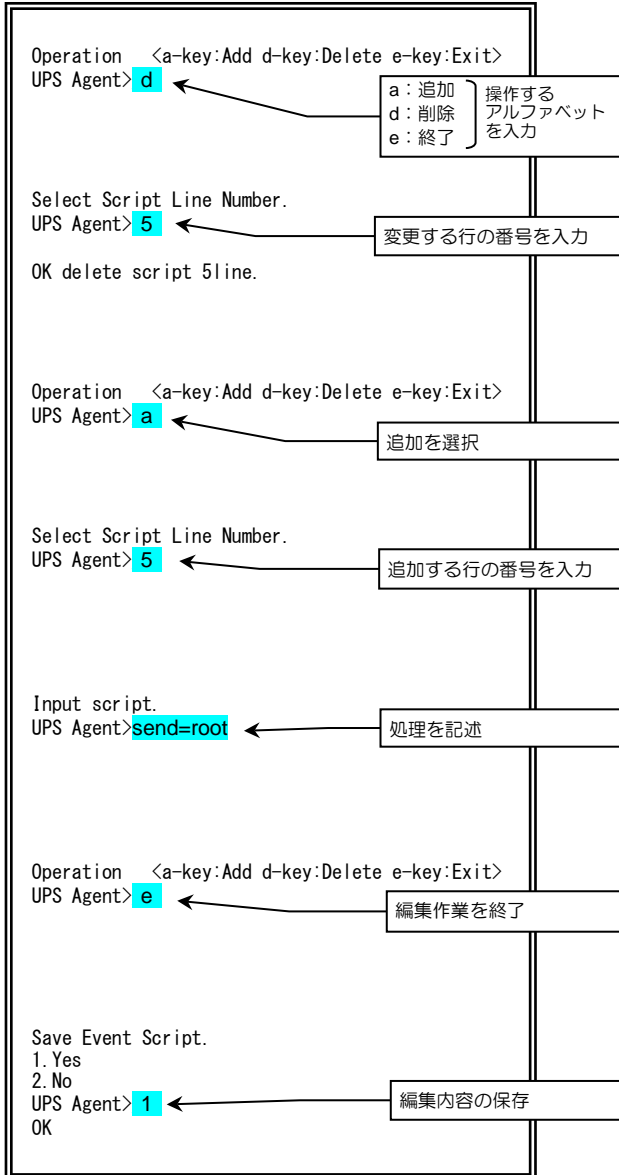 Operation <a-key:Add d-key:Delete e-key:Exit>
UPS Agent> d
a：追加
d：削除
e：終了
操作する
アルファベット
を入力
Select Script Line Number.
UPS Agent> 5
変更する行の番号を入力
OK delete script 5line.
Operation <a-key:Add d-key:Delete e-key:Exit>
UPS Agent> a
追加を選択
Select Script Line Number.
UPS Agent> 5
追加する行の番号を入力
Input script.
UPS Agent>send=root
処理を記述
Operation <a-key:Add d-key:Delete e-key:Exit>
UPS Agent> e
編集作業を終了
Save Event Script.
1.Yes
2.No
UPS Agent> 1
編集内容の保存
OK